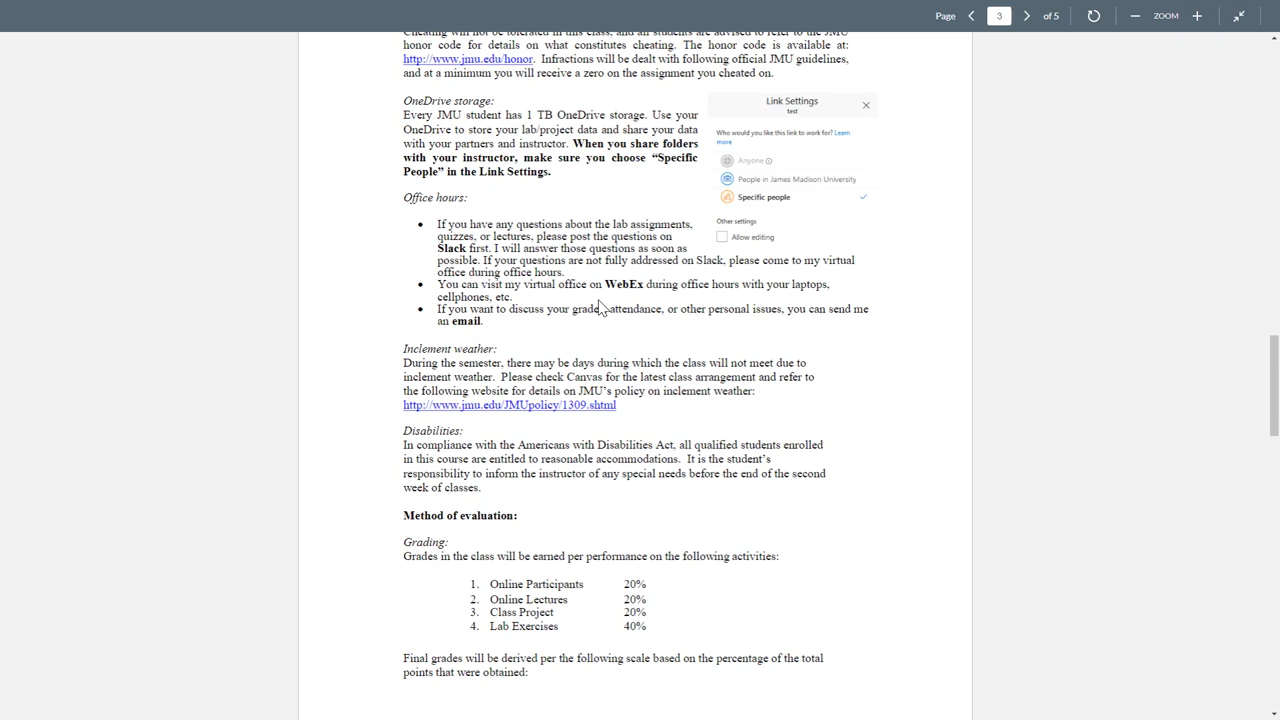 Page 3 of 5 ZOOM
Cheating will not be tolerated in this class, and all students are advised to refer to the JMU
honor code for details on what constitutes cheating. The honor code is available at:
http://www.jmu.edu/honor. Infractions will be dealt with following official JMU guidelines,
and at a minimum you will receive a zero on the assignment you cheated on.
OneDrive storage:
Every JMU student has 1 TB OneDrive storage. Use your
OneDrive to store your lab/project data and share your data
with your partners and instructor. When you share folders
with your instructor, make sure you choose “Specific
People” in the Link Settings.
Link Settings
test
Who would you like this link to work for? Learn
more
Anyone
People in James Madison University
Specific people
Other settings
Allow editing
Office hours:
• If you have any questions about the lab assignments,
quizzes, or lectures, please post the questions on
Slack first. I will answer those questions as soon as
possible. If your questions are not fully addressed on Slack, please come to my virtual
office during office hours.
• You can visit my virtual office on WebEx during office hours with your laptops,
cellphones, etc.
• If you want to discuss your grade, attendance, or other personal issues, you can send me
an email.
Inclement weather:
During the semester, there may be days during which the class will not meet due to
inclement weather. Please check Canvas for the latest class arrangement and refer to
the following website for details on JMU’s policy on inclement weather:
http://www.jmu.edu/JMUpolicy/1309.shtml
Disabilities:
In compliance with the Americans with Disabilities Act, all qualified students enrolled
in this course are entitled to reasonable accommodations. It is the student’s
responsibility to inform the instructor of any special needs before the end of the second
week of classes.
Method of evaluation:
Grading:
Grades in the class will be earned per performance on the following activities:
1. Online Participants 20%
2. Online Lectures 20%
3. Class Project 20%
4. Lab Exercises 40%
Final grades will be derived per the following scale based on the percentage of the total
points that were obtained: